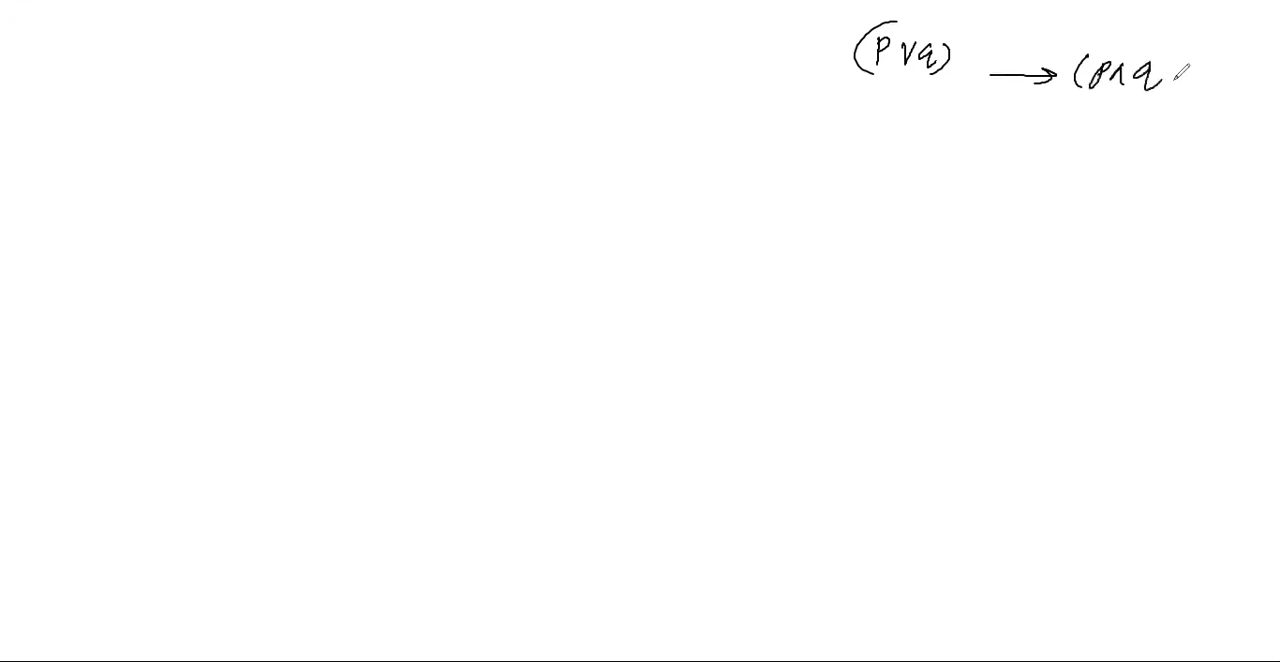 (p ∨ q) → (p ∧ q